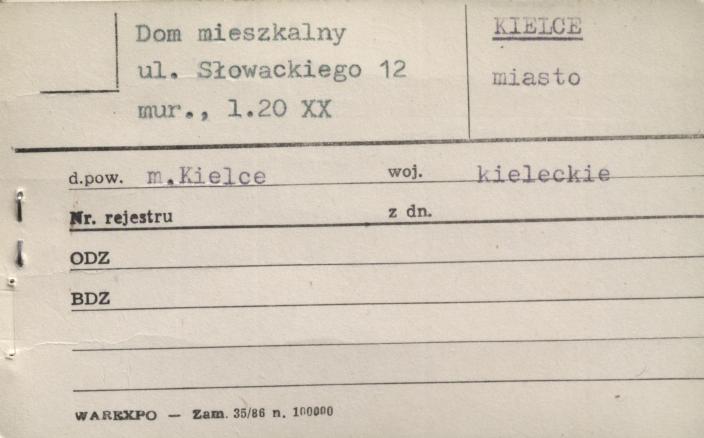 Dom mieszkalny
ul. Słowackiego 12
mur., l.20 XX
KIELCE
miasto
d.pow. m.Kielce woj. kieleckie
Nr. rejestru z dn.
ODZ
BDZ
WAREXPO — Zam. 35/86 n. 100000